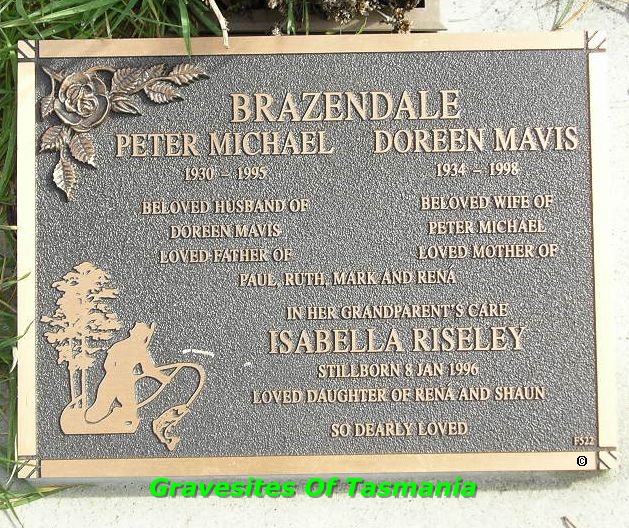 BRAZENDALE
PETER MICHAEL DOREEN MAVIS
1930 – 1995 1934 – 1998
BELOVED HUSBAND OF BELOVED WIFE OF
DOREEN MAVIS PETER MICHAEL
LOVED FATHER OF LOVED MOTHER OF
PAUL, RUTH, MARK AND RENA
IN HER GRANDPARENT'S CARE
ISABELLA RISELEY
STILLBORN 8 JAN 1996
LOVED DAUGHTER OF RENA AND SHAUN
SO DEARLY LOVED
F522
©
Gravesites Of Tasmania